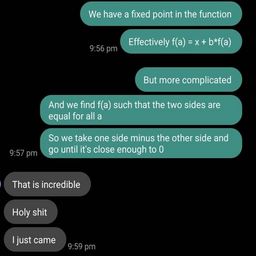 We have a fixed point in the function
Effectively f(a) = x + b*f(a)
9:56 pm
But more complicated
And we find f(a) such that the two sides are
equal for all a
So we take one side minus the other side and
go until it's close enough to 0
9:57 pm
That is incredible
Holy shit
I just came
9:59 pm